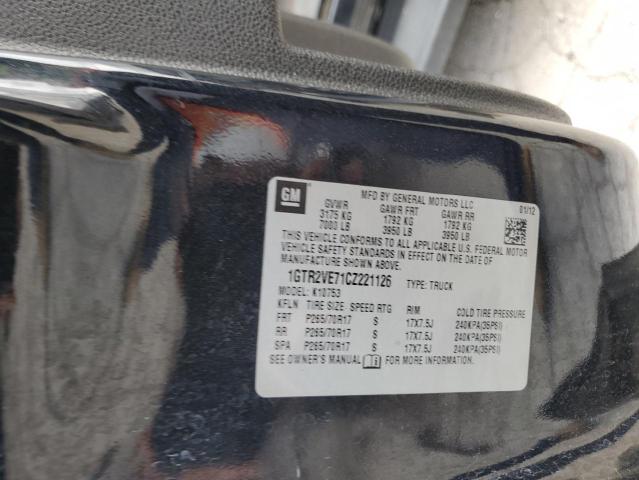 GM
MFD BY GENERAL MOTORS LLC
01/12
GVWR GAWR FRT GAWR RR
3175 KG 1792 KG 1792 KG
7000 LB 3950 LB 3950 LB
THIS VEHICLE CONFORMS TO ALL APPLICABLE U.S. FEDERAL MOTOR
VEHICLE SAFETY STANDARDS IN EFFECT ON THE DATE OF
MANUFACTURE SHOWN ABOVE.
1GTR2VE71CZ221126 TYPE: TRUCK
MODEL: K10753
KFLN TIRE SIZE SPEED RTG RIM COLD TIRE PRESSURE
FRT P265/70R17 S 17X7.5J 240KPA(35PSI)
RR P265/70R17 S 17X7.5J 240KPA(35PSI)
SPA P265/70R17 S 17X7.5J 240KPA(35PSI)
SEE OWNER'S MANUAL FOR MORE INFORMATION.